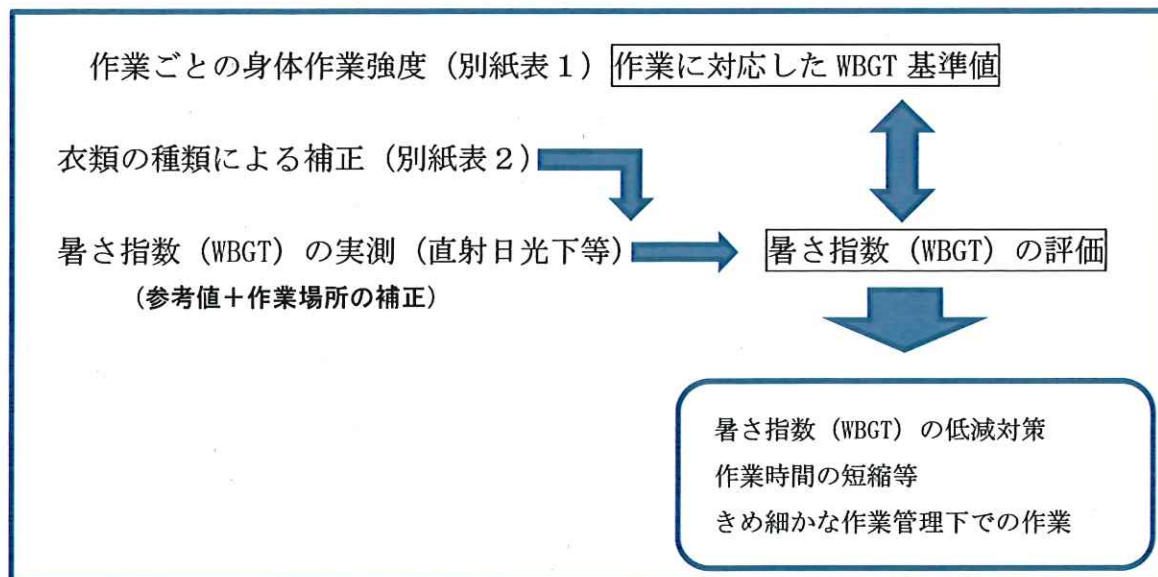 作業ごとの身体作業強度（別紙表１）作業に対応した WBGT 基準値
衣類の種類による補正（別紙表２）
暑さ指数（WBGT）の実測（直射日光下等）
暑さ指数（WBGT）の評価
（参考値＋作業場所の補正）
暑さ指数（WBGT）の低減対策
作業時間の短縮等
きめ細かな作業管理下での作業